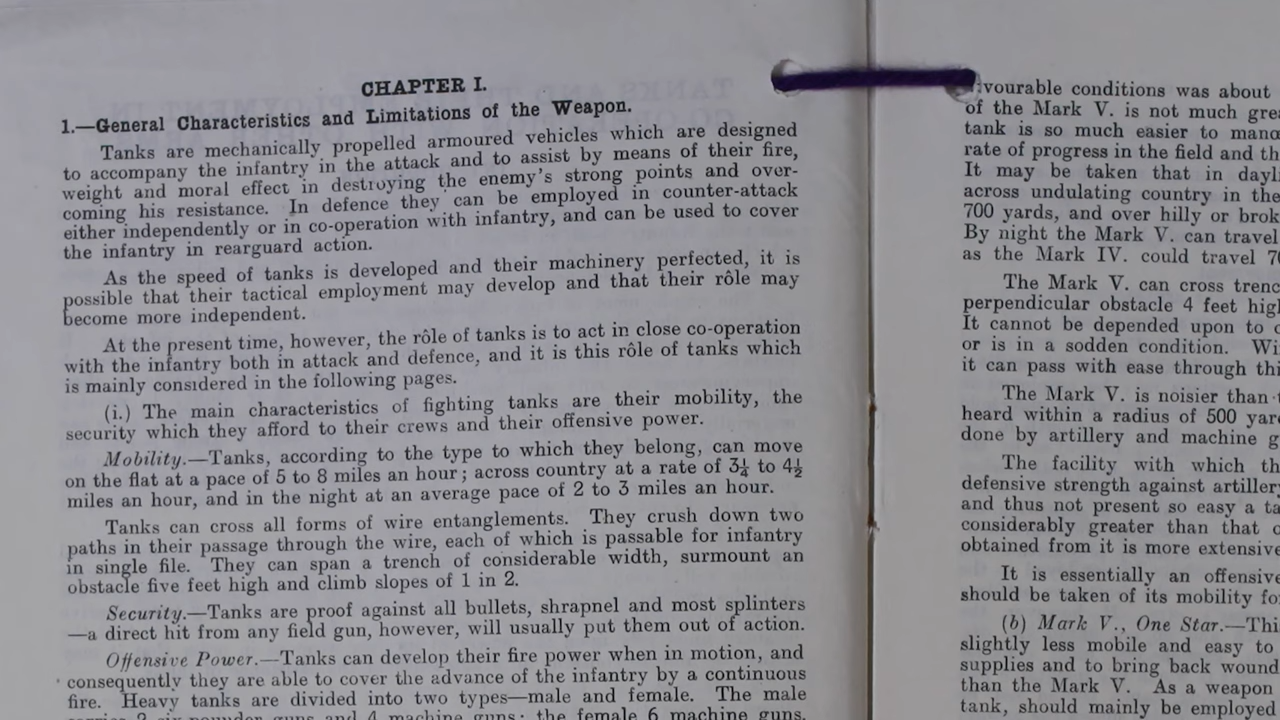 CHAPTER I.
1.—General Characteristics and Limitations of the Weapon.
Tanks are mechanically propelled armoured vehicles which are designed
to accompany the infantry in the attack and to assist by means of their fire,
weight and moral effect in destroying the enemy's strong points and over-
coming his resistance. In defence they can be employed in counter-attack
either independently or in co-operation with infantry, and can be used to cover
the infantry in rearguard action.
As the speed of tanks is developed and their machinery perfected, it is
possible that their tactical employment may develop and that their rôle may
become more independent.
At the present time, however, the rôle of tanks is to act in close co-operation
with the infantry both in attack and defence, and it is this rôle of tanks which
is mainly considered in the following pages.
(i.) The main characteristics of fighting tanks are their mobility, the
security which they afford to their crews and their offensive power.
Mobility.—Tanks, according to the type to which they belong, can move
on the flat at a pace of 5 to 8 miles an hour; across country at a rate of 3¼ to 4½
miles an hour, and in the night at an average pace of 2 to 3 miles an hour.
Tanks can cross all forms of wire entanglements. They crush down two
paths in their passage through the wire, each of which is passable for infantry
in single file. They can span a trench of considerable width, surmount an
obstacle five feet high and climb slopes of 1 in 2.
Security.—Tanks are proof against all bullets, shrapnel and most splinters
—a direct hit from any field gun, however, will usually put them out of action.
Offensive Power.—Tanks can develop their fire power when in motion, and
consequently they are able to cover the advance of the infantry by a continuous
fire. Heavy tanks are divided into two types—male and female. The male
carries 2 six-pounder guns and 4 machine guns; the female 6 machine guns.
vourable conditions was about
of the Mark V. is not much
tank is so much easier to
rate of progress in the field and
It may be taken that in
across undulating country in the
700 yards, and over hilly or
By night the Mark V. can travel
as the Mark IV. could travel
The Mark V. can cross
perpendicular obstacle 4 feet
It cannot be depended upon to
or is in a sodden condition.
it can pass with ease through
The Mark V. is noisier than
heard within a radius of 500
done by artillery and machine
The facility with which
defensive strength against
and thus not present so easy a
considerably greater than that
obtained from it is more extensive
It is essentially an offensive
should be taken of its mobility
(b) Mark V., One Star.—
slightly less mobile and easy to
supplies and to bring back
than the Mark V. As a weapon
tank, should mainly be employed